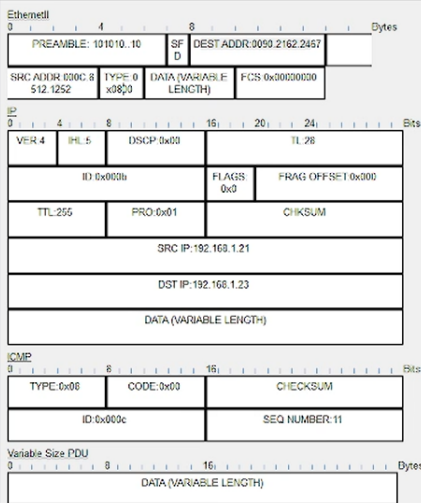 EthernetII
0 4 8 Bytes
PREAMBLE: 101010..10 SF DEST ADDR:0090.2162.2467
D
SRC ADDR:000C.8 TYPE:0 DATA (VARIABLE FCS:0x00000000
512.1252 x0800 LENGTH)
IP
0 4 8 16 20 24 Bits
VER:4 IHL:5 DSCP:0x00 TL:28
ID:0x000b FLAGS: FRAG OFFSET:0x000
0x0
TTL:255 PRO:0x01 CHKSUM
SRC IP:192.168.1.21
DST IP:192.168.1.23
DATA (VARIABLE LENGTH)
ICMP
0 8 16 Bits
TYPE:0x08 CODE:0x00 CHECKSUM
ID:0x000c SEQ NUMBER:11
Variable Size PDU
0 8 16 Bytes
DATA (VARIABLE LENGTH)